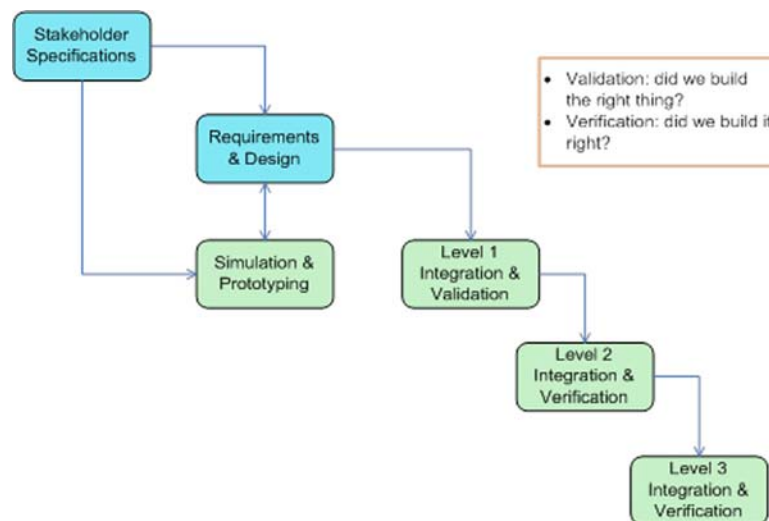 Stakeholder
Specifications
• Validation: did we build
the right thing?
• Verification: did we build it
right?
Requirements
& Design
Simulation &
Prototyping
Level 1
Integration &
Validation
Level 2
Integration &
Verification
Level 3
Integration &
Verification